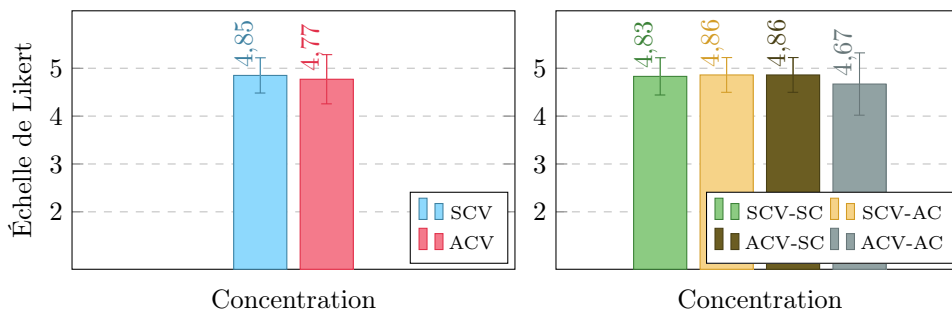 Échelle de Likert
5
4
3
2
4,85
4,77
SCV
ACV
Concentration
5
4
3
2
4,83
4,86
4,86
4,67
SCV-SC SCV-AC
ACV-SC ACV-AC
Concentration